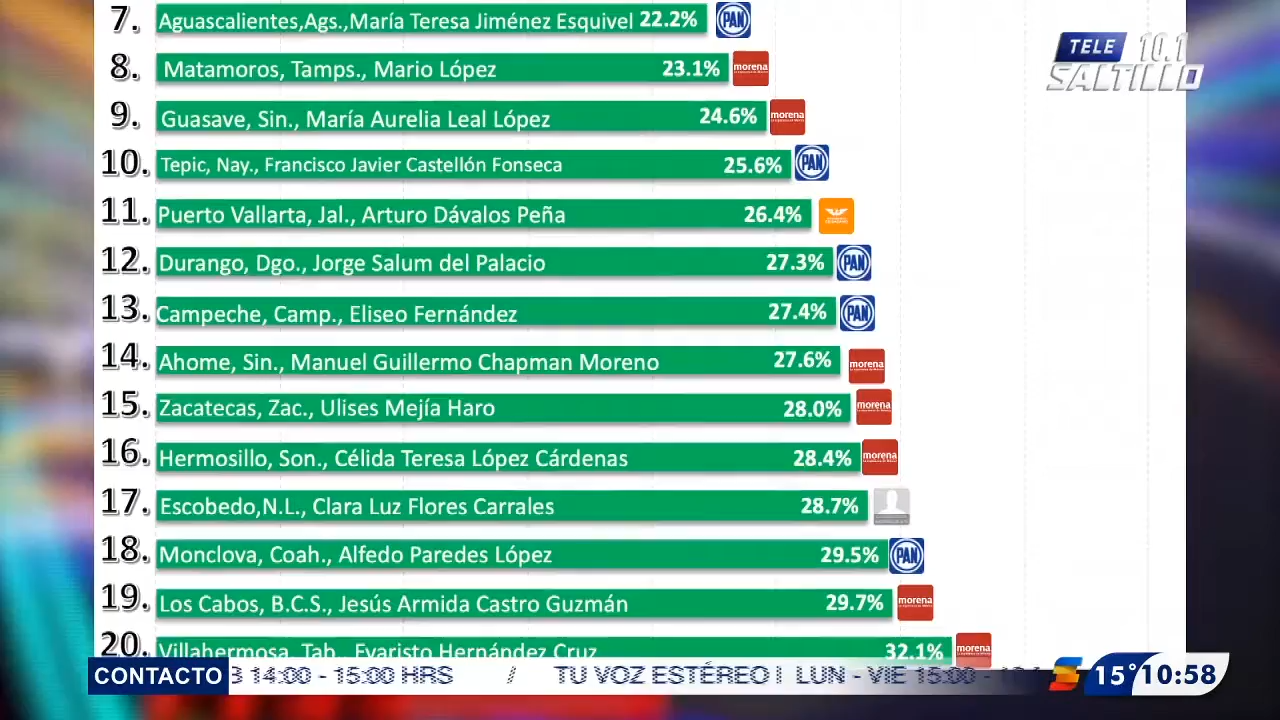 7. Aguascalientes,Ags.,María Teresa Jiménez Esquivel 22.2% PAN
TELE 10.1
SALTILLO
8. Matamoros, Tamps., Mario López 23.1% morena
9. Guasave, Sin., María Aurelia Leal López 24.6% morena
10. Tepic, Nay., Francisco Javier Castellón Fonseca 25.6% PAN
11. Puerto Vallarta, Jal., Arturo Dávalos Peña 26.4%
12. Durango, Dgo., Jorge Salum del Palacio 27.3% PAN
13. Campeche, Camp., Eliseo Fernández 27.4% PAN
14. Ahome, Sin., Manuel Guillermo Chapman Moreno 27.6% morena
15. Zacatecas, Zac., Ulises Mejía Haro 28.0% morena
16. Hermosillo, Son., Célida Teresa López Cárdenas 28.4% morena
17. Escobedo,N.L., Clara Luz Flores Carrales 28.7%
18. Monclova, Coah., Alfedo Paredes López 29.5% PAN
19. Los Cabos, B.C.S., Jesús Armida Castro Guzmán 29.7% morena
20. Villahermosa, Tab., Evaristo Hernández Cruz 32.1% morena
CONTACTO HRS / TU VOZ ESTÉREO | LUN - VIE 15:00 - 15° 10:58